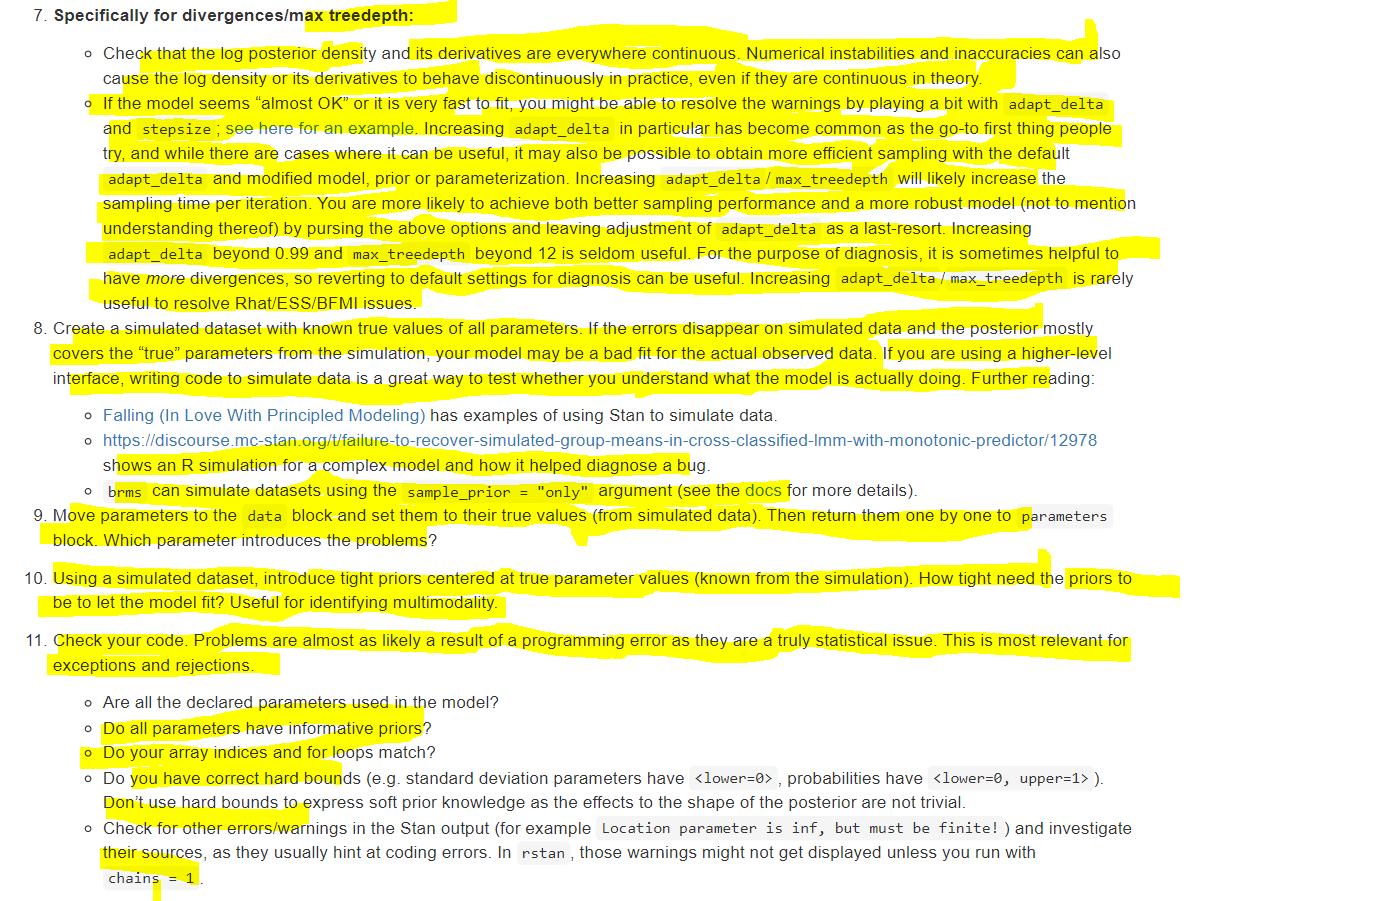 7. Specifically for divergences/max treedepth:
Check that the log posterior density and its derivatives are everywhere continuous. Numerical instabilities and inaccuracies can also
cause the log density or its derivatives to behave discontinuously in practice, even if they are continuous in theory.
If the model seems “almost OK” or it is very fast to fit, you might be able to resolve the warnings by playing a bit with adapt_delta
and stepsize ; see here for an example. Increasing adapt_delta in particular has become common as the go-to first thing people
try, and while there are cases where it can be useful, it may also be possible to obtain more efficient sampling with the default
adapt_delta and modified model, prior or parameterization. Increasing adapt_delta / max_treedepth will likely increase the
sampling time per iteration. You are more likely to achieve both better sampling performance and a more robust model (not to mention
understanding thereof) by pursing the above options and leaving adjustment of adapt_delta as a last-resort. Increasing
adapt_delta beyond 0.99 and max_treedepth beyond 12 is seldom useful. For the purpose of diagnosis, it is sometimes helpful to
have more divergences, so reverting to default settings for diagnosis can be useful. Increasing adapt_delta / max_treedepth is rarely
useful to resolve Rhat/ESS/BFMI issues.
8. Create a simulated dataset with known true values of all parameters. If the errors disappear on simulated data and the posterior mostly
covers the “true” parameters from the simulation, your model may be a bad fit for the actual observed data. If you are using a higher-level
interface, writing code to simulate data is a great way to test whether you understand what the model is actually doing. Further reading:
Falling (In Love With Principled Modeling) has examples of using Stan to simulate data.
https://discourse.mc-stan.org/t/failure-to-recover-simulated-group-means-in-cross-classified-lmm-with-monotonic-predictor/12978
shows an R simulation for a complex model and how it helped diagnose a bug.
brms can simulate datasets using the sample_prior = "only" argument (see the docs for more details).
9. Move parameters to the data block and set them to their true values (from simulated data). Then return them one by one to parameters
block. Which parameter introduces the problems?
10. Using a simulated dataset, introduce tight priors centered at true parameter values (known from the simulation). How tight need the priors to
be to let the model fit? Useful for identifying multimodality.
11. Check your code. Problems are almost as likely a result of a programming error as they are a truly statistical issue. This is most relevant for
exceptions and rejections.
Are all the declared parameters used in the model?
Do all parameters have informative priors?
Do your array indices and for loops match?
Do you have correct hard bounds (e.g. standard deviation parameters have <lower=0> , probabilities have <lower=0, upper=1> ).
Don’t use hard bounds to express soft prior knowledge as the effects to the shape of the posterior are not trivial.
Check for other errors/warnings in the Stan output (for example Location parameter is inf, but must be finite! ) and investigate
their sources, as they usually hint at coding errors. In rstan , those warnings might not get displayed unless you run with
chains = 1 .